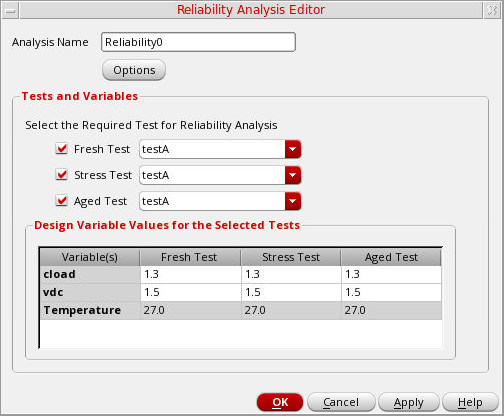 Reliability Analysis Editor
Analysis Name Reliability0
Options
Tests and Variables
Select the Required Test for Reliability Analysis
Fresh Test testA
Stress Test testA
Aged Test testA
Design Variable Values for the Selected Tests
Variable(s) Fresh Test Stress Test Aged Test
cload 1.3 1.3 1.3
vdc 1.5 1.5 1.5
Temperature 27.0 27.0 27.0
OK Cancel Apply Help